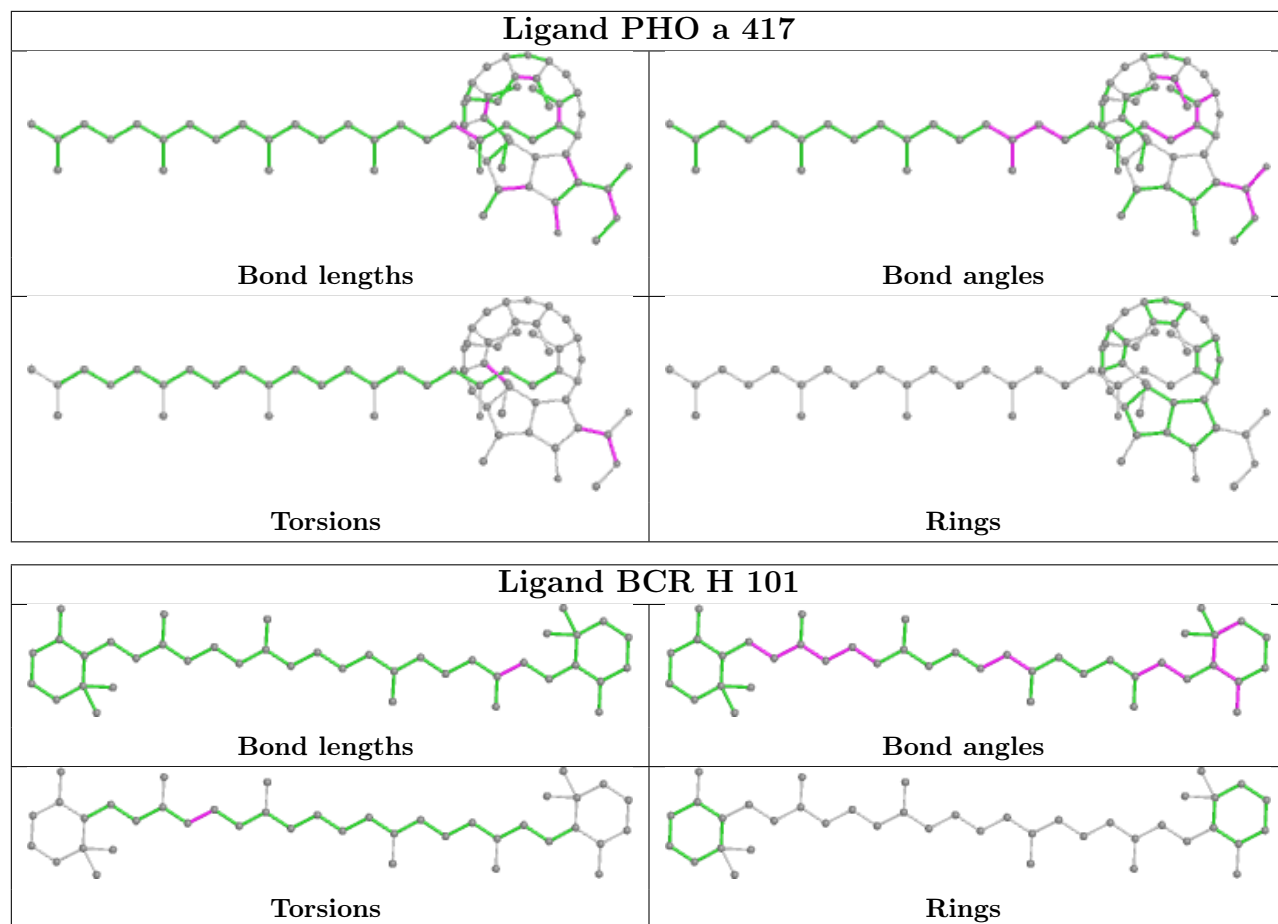 Ligand PHO a 417
Bond lengths
Bond angles
Torsions
Rings
Ligand BCR H 101
Bond lengths
Bond angles
Torsions
Rings